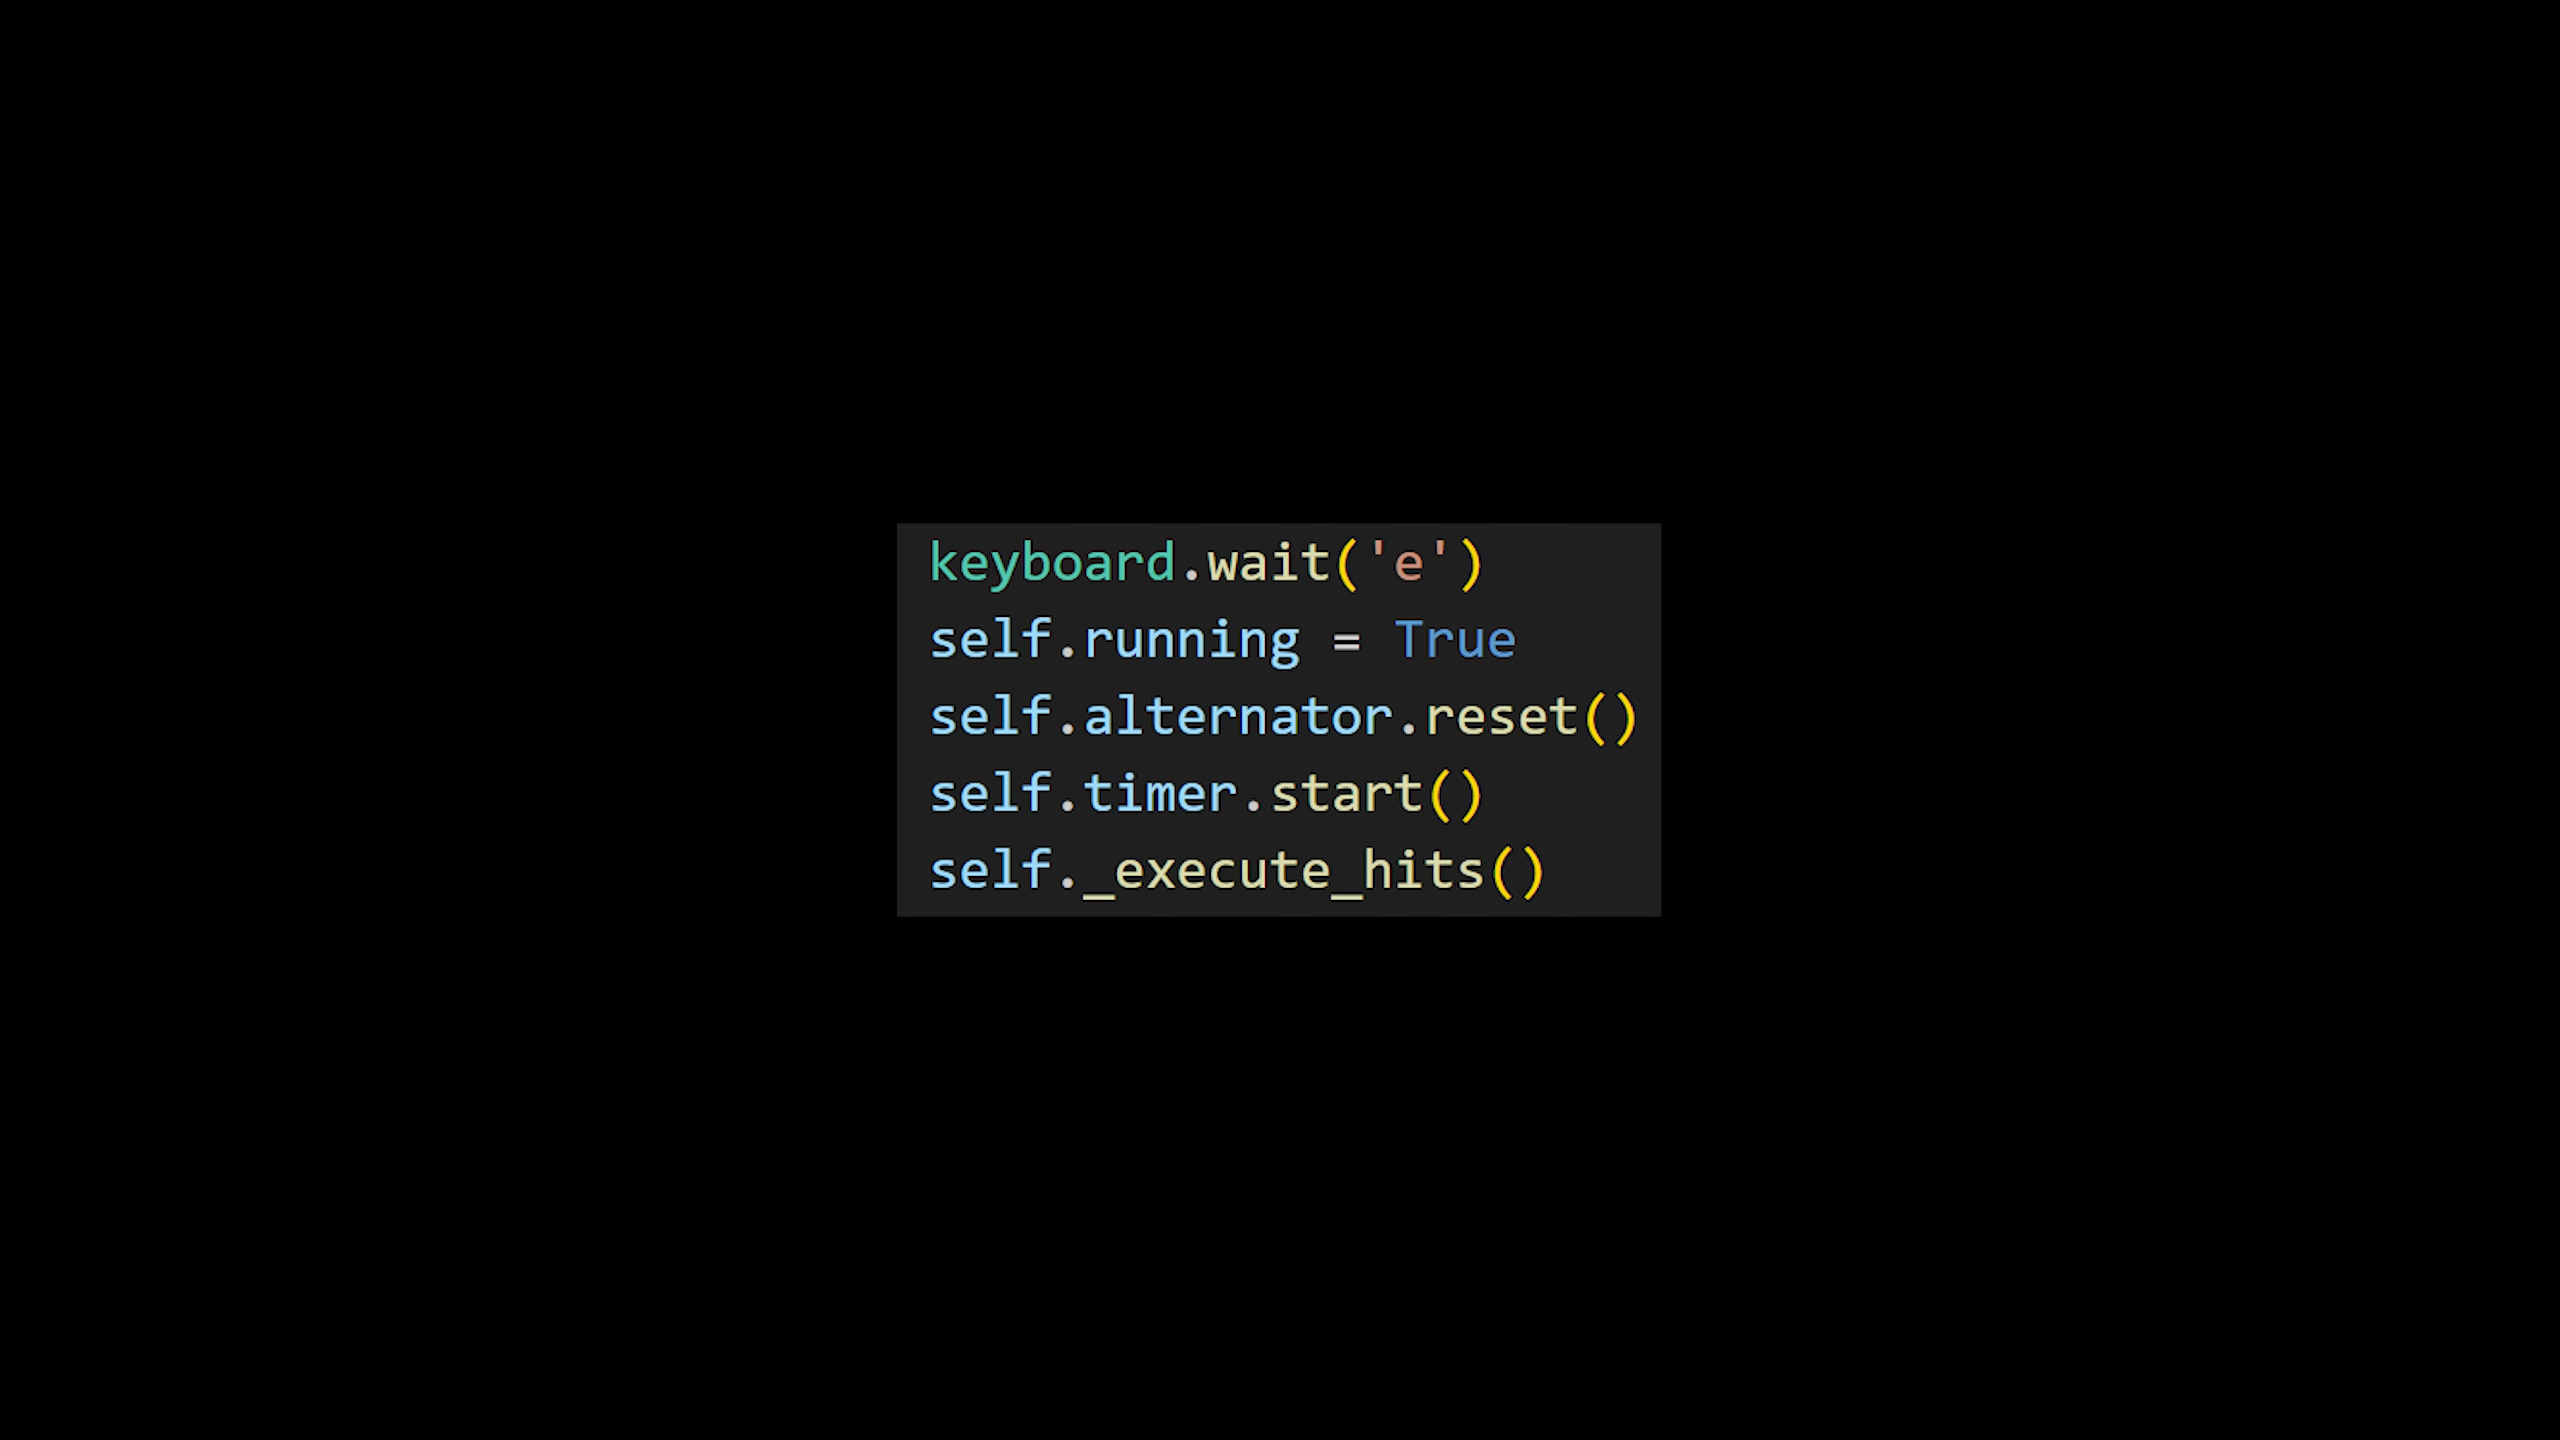 keyboard.wait('e')
self.running = True
self.alternator.reset()
self.timer.start()
self._execute_hits()